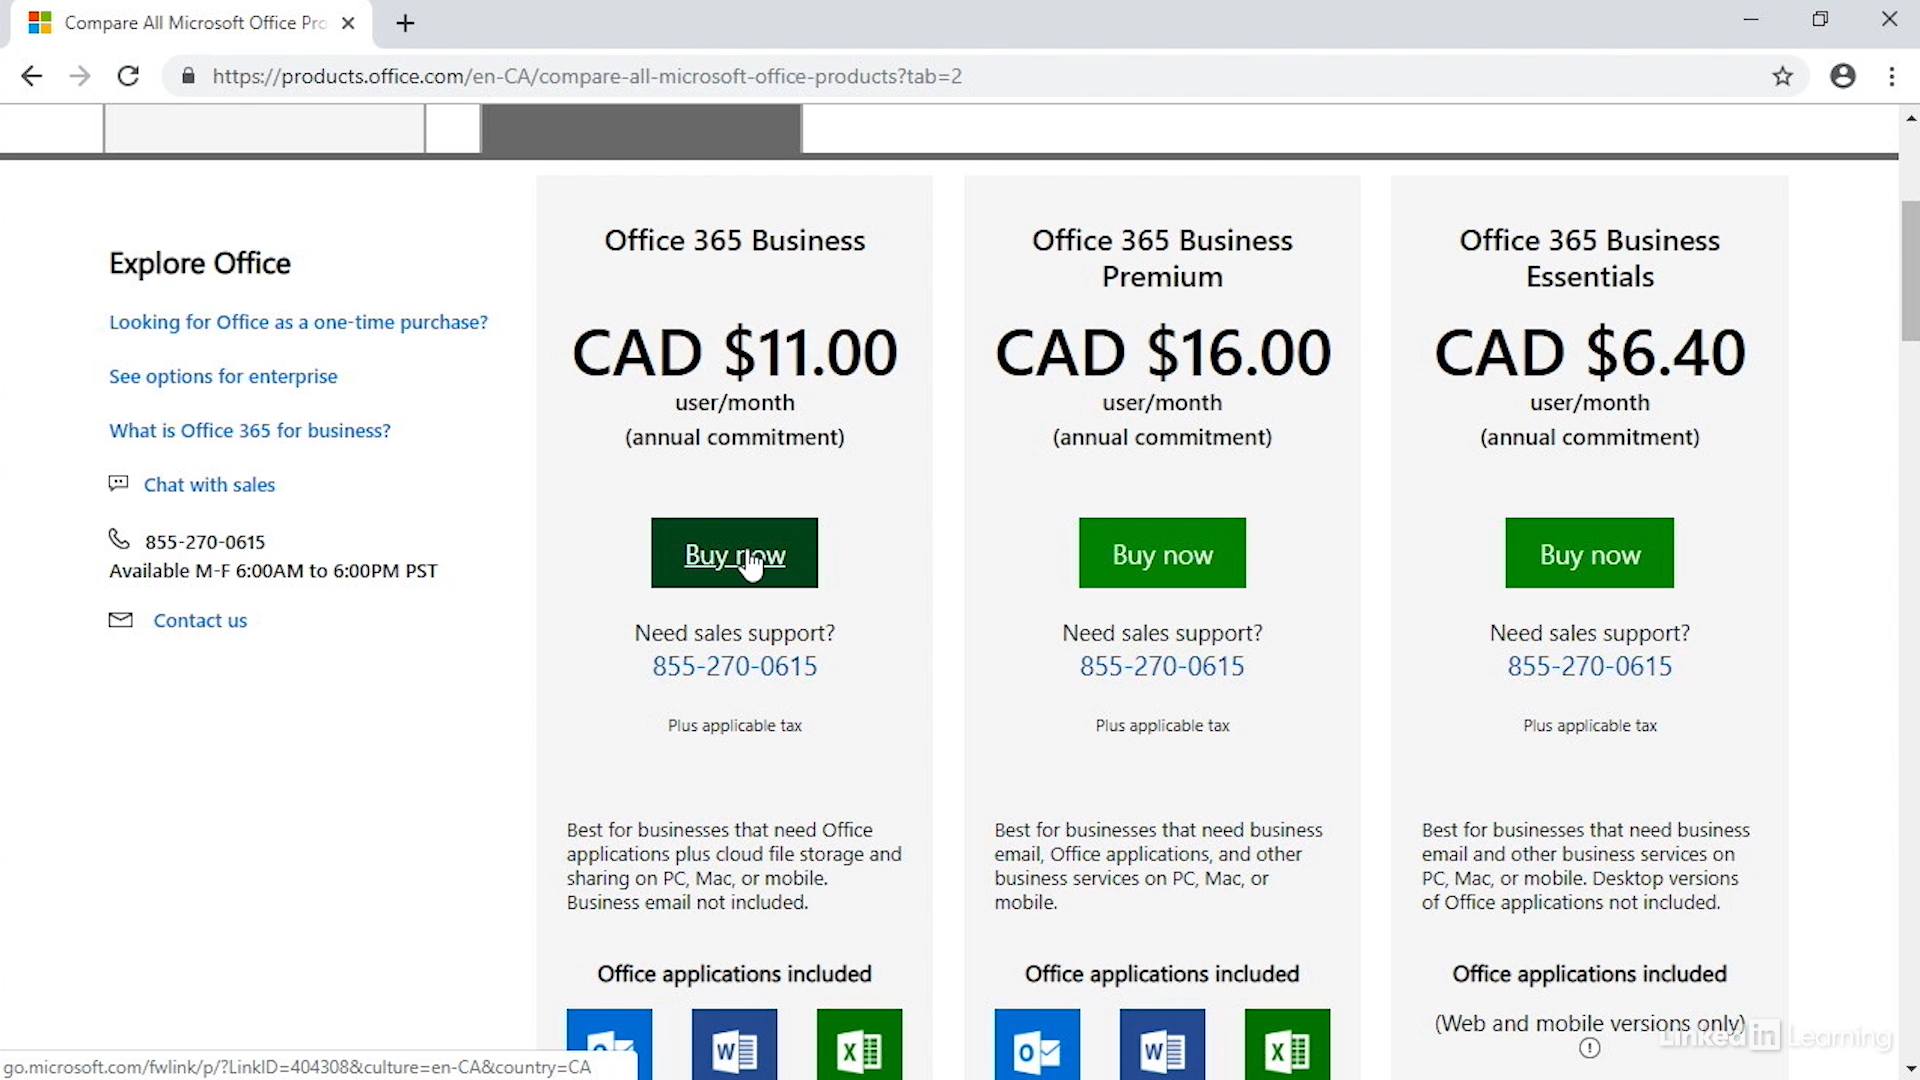 Compare All Microsoft Office Pro
https://products.office.com/en-CA/compare-all-microsoft-office-products?tab=2
Explore Office
Looking for Office as a one-time purchase?
See options for enterprise
What is Office 365 for business?
Chat with sales
855-270-0615
Available M-F 6:00AM to 6:00PM PST
Contact us
Office 365 Business
CAD $11.00
user/month
(annual commitment)
Buy now
Need sales support?
855-270-0615
Plus applicable tax
Best for businesses that need Office
applications plus cloud file storage and
sharing on PC, Mac, or mobile.
Business email not included.
Office applications included
Office 365 Business
Premium
CAD $16.00
user/month
(annual commitment)
Buy now
Need sales support?
855-270-0615
Plus applicable tax
Best for businesses that need business
email, Office applications, and other
business services on PC, Mac, or
mobile.
Office applications included
Office 365 Business
Essentials
CAD $6.40
user/month
(annual commitment)
Buy now
Need sales support?
855-270-0615
Plus applicable tax
Best for businesses that need business
email and other business services on
PC, Mac, or mobile. Desktop versions
of Office applications not included.
Office applications included
(Web and mobile versions only)
LinkedIn Learning
go.microsoft.com/fwlink/p/?LinkID=404308&culture=en-CA&country=CA